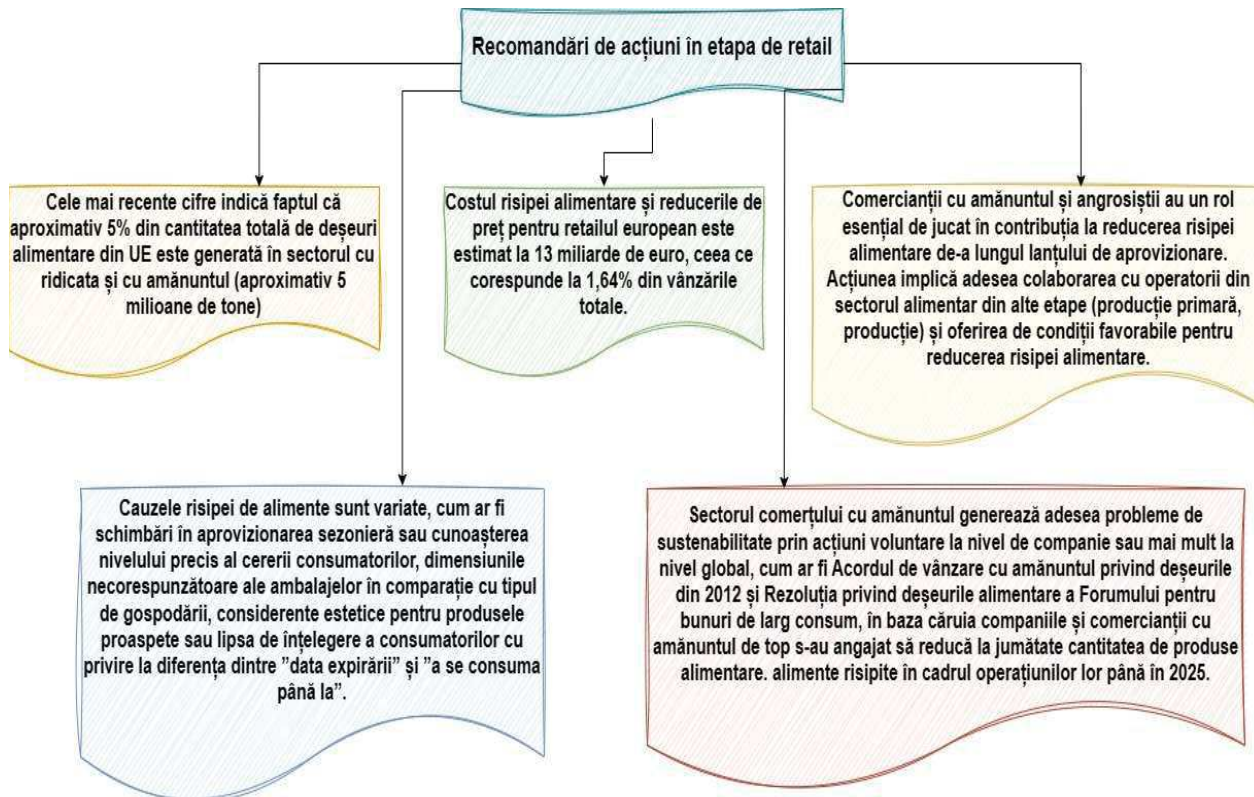 Recomandări de acțiuni în etapa de retail
Cele mai recente cifre indică faptul că
aproximativ 5% din cantitatea totală de deșeuri
alimentare din UE este generată în sectorul cu
ridicata și cu amănuntul (aproximativ 5
milioane de tone)
Costul risipei alimentare și reducerile de
preț pentru retailul european este
estimat la 13 miliarde de euro, ceea ce
corespunde la 1,64% din vânzările
totale.
Comercianții cu amănuntul și angrosiștii au un rol
esențial de jucat în contribuția la reducerea risipei
alimentare de-a lungul lanțului de aprovizionare.
Acțiunea implică adesea colaborarea cu operatorii din
sectorul alimentar din alte etape (producție primară,
producție) și oferirea de condiții favorabile pentru
reducerea risipei alimentare.
Cauzele risipei de alimente sunt variate, cum ar fi
schimbări în aprovizionarea sezonieră sau cunoașterea
nivelului precis al cererii consumatorilor, dimensiunile
necorespunzătoare ale ambalajelor în comparație cu tipul
de gospodării, considerente estetice pentru produsele
proaspete sau lipsa de înțelegere a consumatorilor cu
privire la diferența dintre ”data expirării” și ”a se consuma
până la”.
Sectorul comerțului cu amănuntul generează adesea probleme de
sustenabilitate prin acțiuni voluntare la nivel de companie sau mai mult la
nivel global, cum ar fi Acordul de vânzare cu amănuntul privind deșeurile
din 2012 și Rezoluția privind deșeurile alimentare a Forumului pentru
bunuri de larg consum, în baza căruia companiile și comercianții cu
amănuntul de top s-au angajat să reducă la jumătate cantitatea de produse
alimentare. alimente risipite în cadrul operațiunilor lor până în 2025.